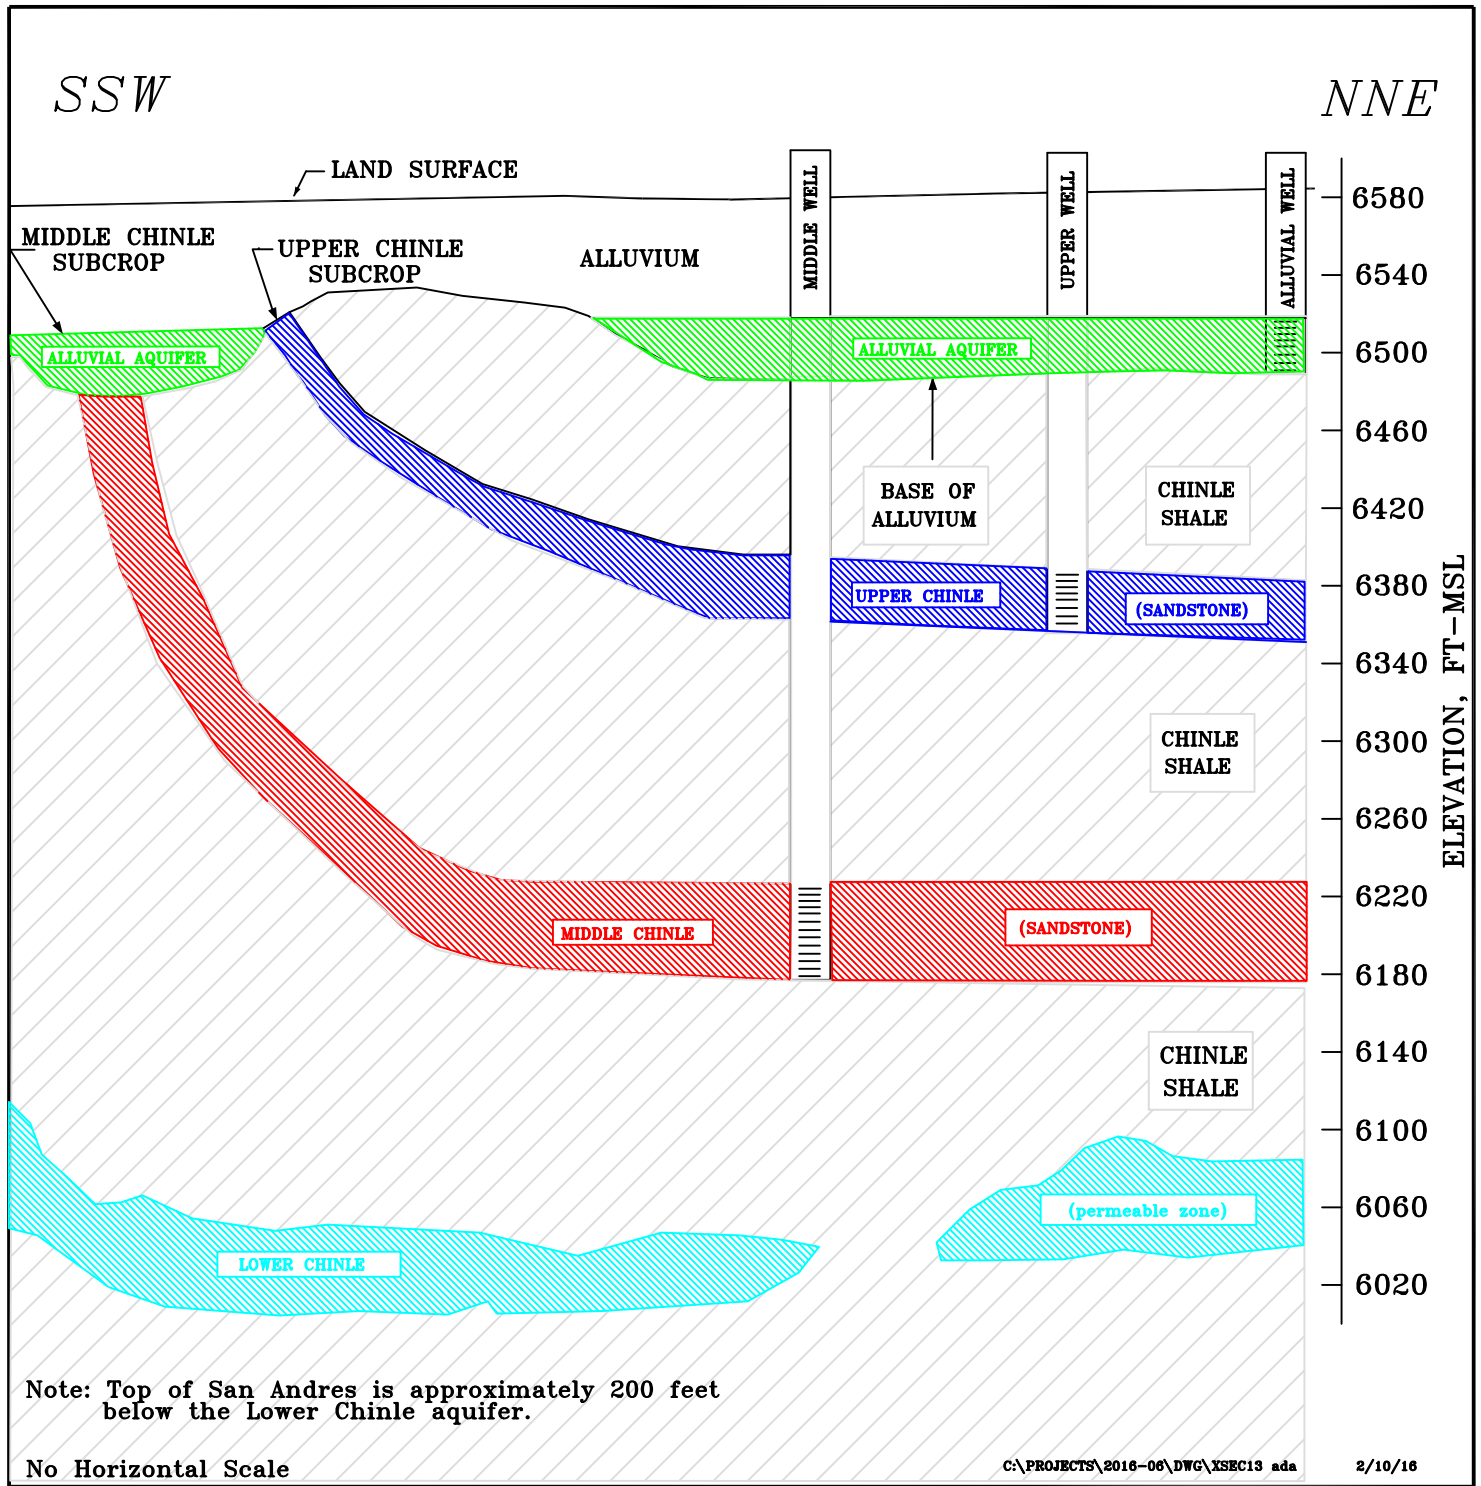 SSW
NNE
LAND SURFACE
MIDDLE CHINLE
SUBCROP
UPPER CHINLE
SUBCROP
ALLUVIUM
MIDDLE WELL
UPPER WELL
ALLUVIAL WELL
ALLUVIAL AQUIFER
ALLUVIAL AQUIFER
BASE OF
ALLUVIUM
CHINLE
SHALE
UPPER CHINLE
(SANDSTONE)
CHINLE
SHALE
MIDDLE CHINLE
(SANDSTONE)
CHINLE
SHALE
(permeable zone)
LOWER CHINLE
6580
6540
6500
6460
6420
6380
6340
6300
6260
6220
6180
6140
6100
6060
6020
ELEVATION, FT-MSL
Note: Top of San Andres is approximately 200 feet
below the Lower Chinle aquifer.
No Horizontal Scale
C:\PROJECTS\2016-06\DWG\XSEC13 ada
2/10/16